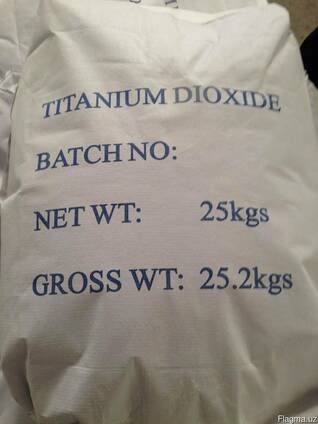 TITANIUM DIOXIDE
BATCH NO:
NET WT: 25kgs
GROSS WT: 25.2kgs
Flagma.uz